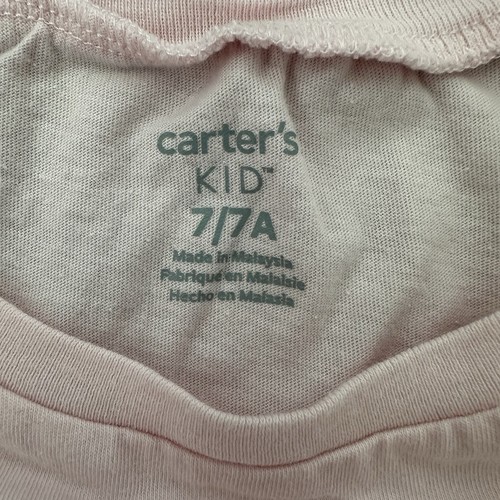 carter's
KID™
7/7A
Made in Malaysia
Fabriqué en Malaisie
Hecho en Malasia